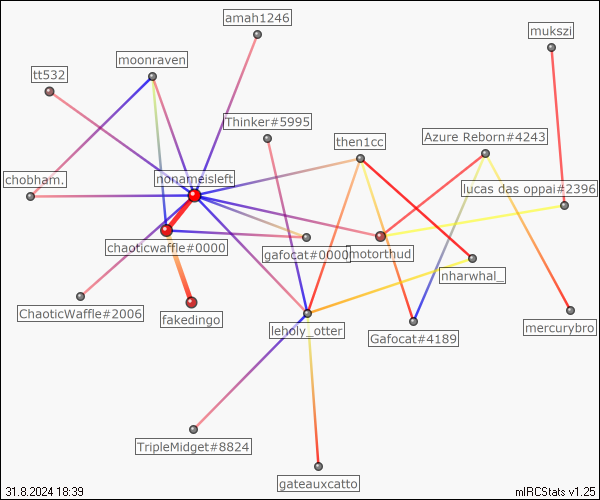 amah1246
mukszi
moonraven
tt532
Thinker#5995
then1cc
Azure Reborn#4243
chobham.
nonameisleft
lucas das oppai#2396
chaoticwaffle#0000
gafocat#0000
motorthud
nharwhal_
ChaoticWaffle#2006
fakedingo
leholy_otter
Gafocat#4189
mercurybro
TripleMidget#8824
gateauxcatto
31.8.2024 18:39
mIRCStats v1.25